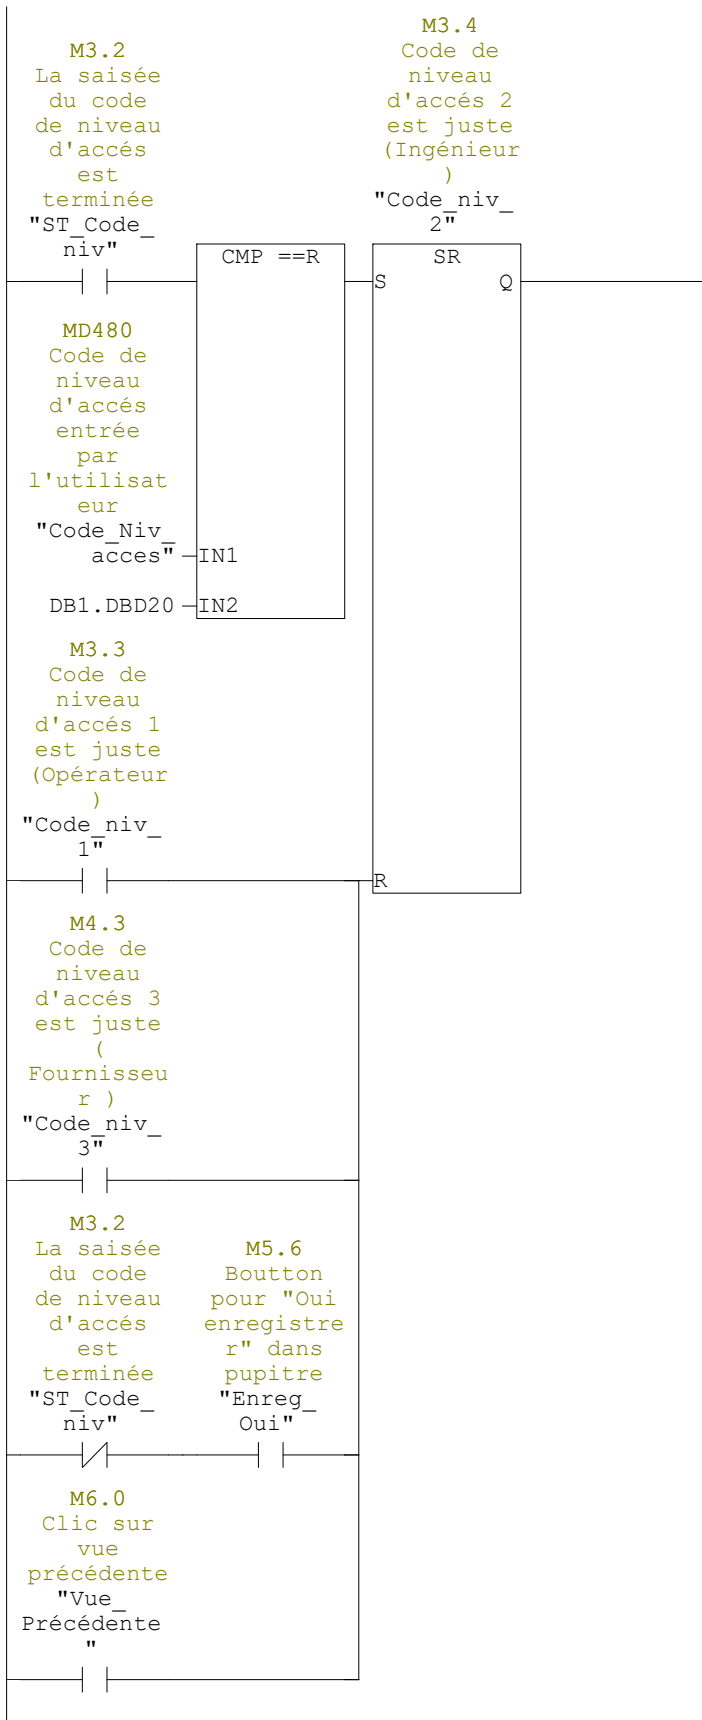 M3.2
La saisée
du code
de niveau
d'accés
est
terminée
"ST_Code_
niv"
M3.4
Code de
niveau
d'accés 2
est juste
(Ingénieur
)
"Code_niv_
2"
CMP ==R
SR
S
Q
MD480
Code de
niveau
d'accés
entrée
par
l'utilisat
eur
"Code_Niv_
acces"
IN1
DB1.DBD20
IN2
M3.3
Code de
niveau
d'accés 1
est juste
(Opérateur
)
"Code_niv_
1"
R
M4.3
Code de
niveau
d'accés 3
est juste
(
Fournisseu
r )
"Code_niv_
3"
M3.2
La saisée
du code
de niveau
d'accés
est
terminée
"ST_Code_
niv"
M5.6
Boutton
pour "Oui
enregistre
r" dans
pupitre
"Enreg_
Oui"
M6.0
Clic sur
vue
précédente
"Vue_
Précédente
"